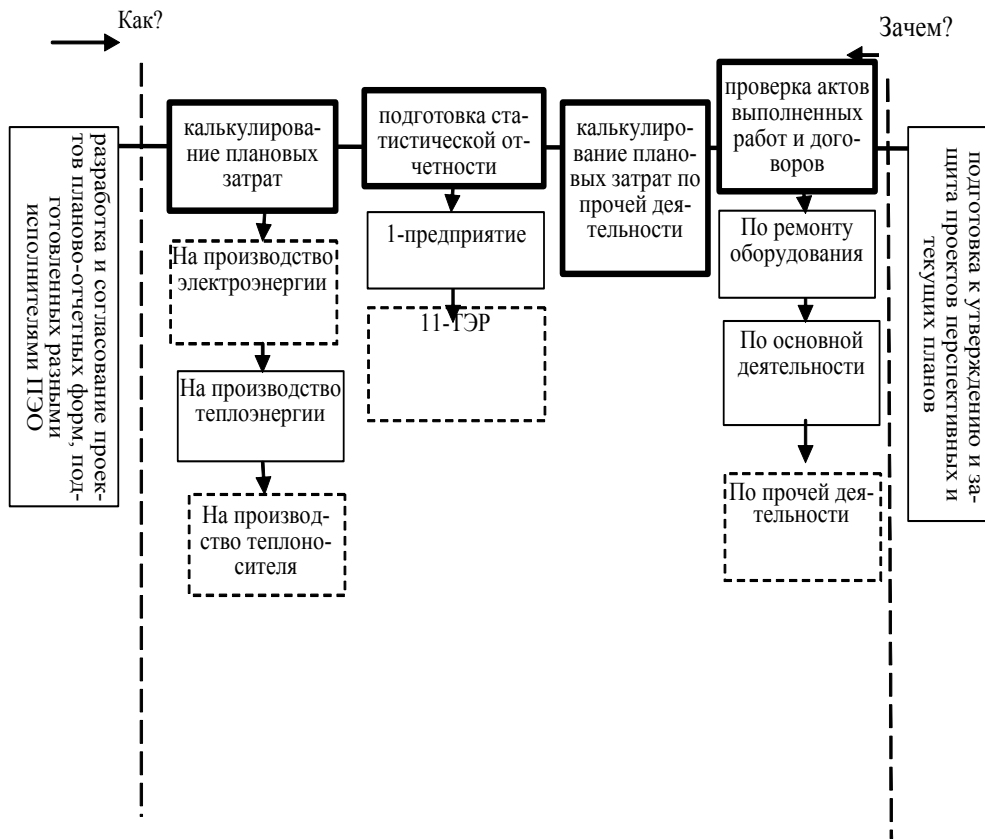 Как?
Зачем?
разработка и согласование проек-
тов планово-отчетных форм, под-
готовленных разными
исполнителями ПЭО
калькулирова-
ние плановых
затрат
На производство
электроэнергии
На производство
теплоэнергии
На производ-
ство теплоно-
сителя
подготовка ста-
тистической от-
четности
1-предприятие
11-ТЭР
калькулиро-
вание плано-
вых затрат по
прочей дея-
тельности
проверка актов
выполненных
работ и дого-
воров
По ремонту
оборудования
По основной
деятельности
По прочей дея-
тельности
подготовка к утверждению и за-
щита проектов перспективных и
текущих планов